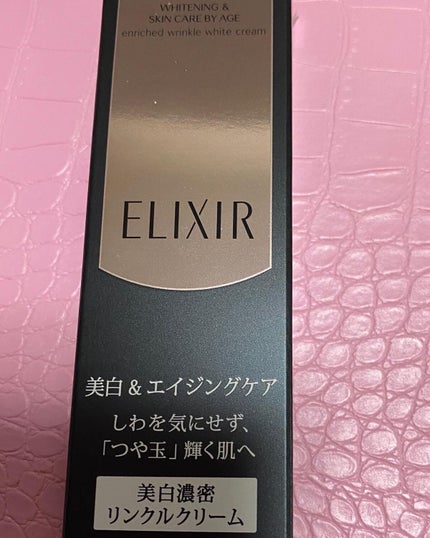 WHITENING &
SKIN CARE BY AGE
enriched wrinkle white cream
ELIXIR
美白 & エイジングケア
しわを気にせず、
「つや玉」輝く肌へ
美白濃密
リンクルクリーム